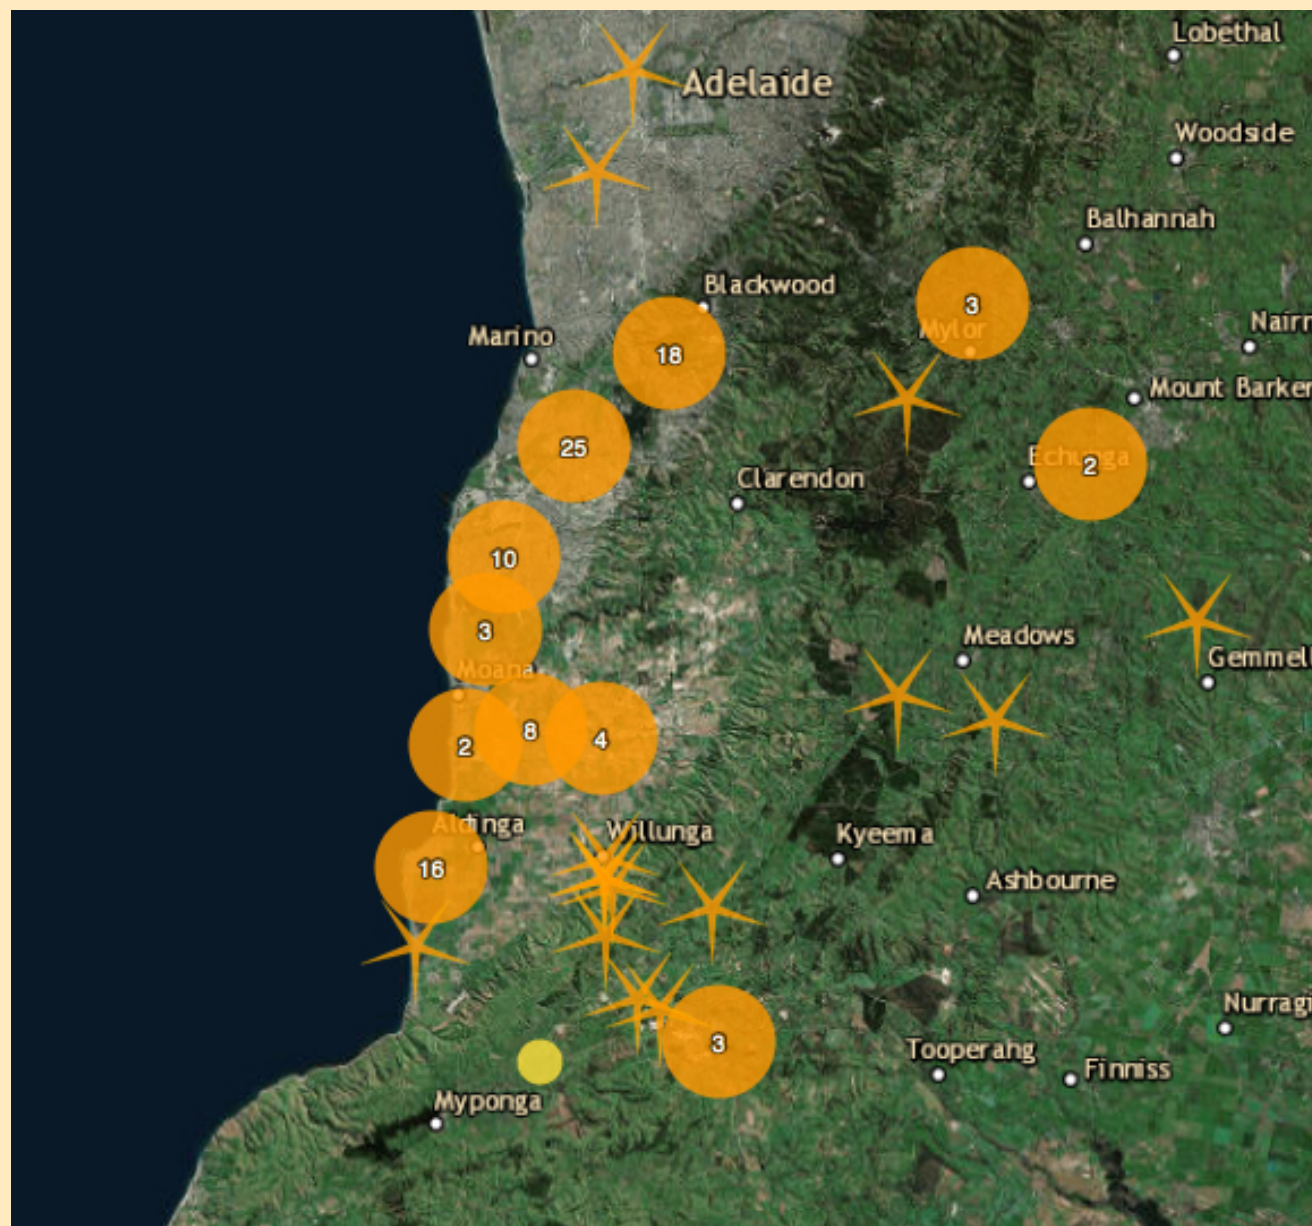 Lobethal
Adelaide
Woodside
Balhannah
Blackwood
3
Mylor
Nairn
Marino
18
Mount Barker
25
Echunga
2
Clarendon
10
3
Meadows
Gemmell
Moana
2
8
4
Aldinga
Willunga
Kyeema
16
Ashbourne
Nurragi
3
Tooperahg
Finniss
Myponga